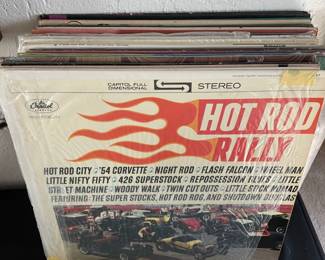 CAPITOL FULL DIMENSIONAL STEREO
Capitol
HOT ROD
RALLY
HOT ROD CITY • '54 CORVETTE • NIGHT ROD • FLASH FALCON • WHEEL MAN
LITTLE NIFTY FIFTY • 426 SUPERSTOCK • REPOSSESSION BLUES • LITTLE
STREET MACHINE • WOODY WALK • TWIN CUT OUTS • LITTLE STICK NOMAD
FEATURING: THE SUPER STOCKS, HOT ROD ROG, AND SHUTDOWN DOUGLAS